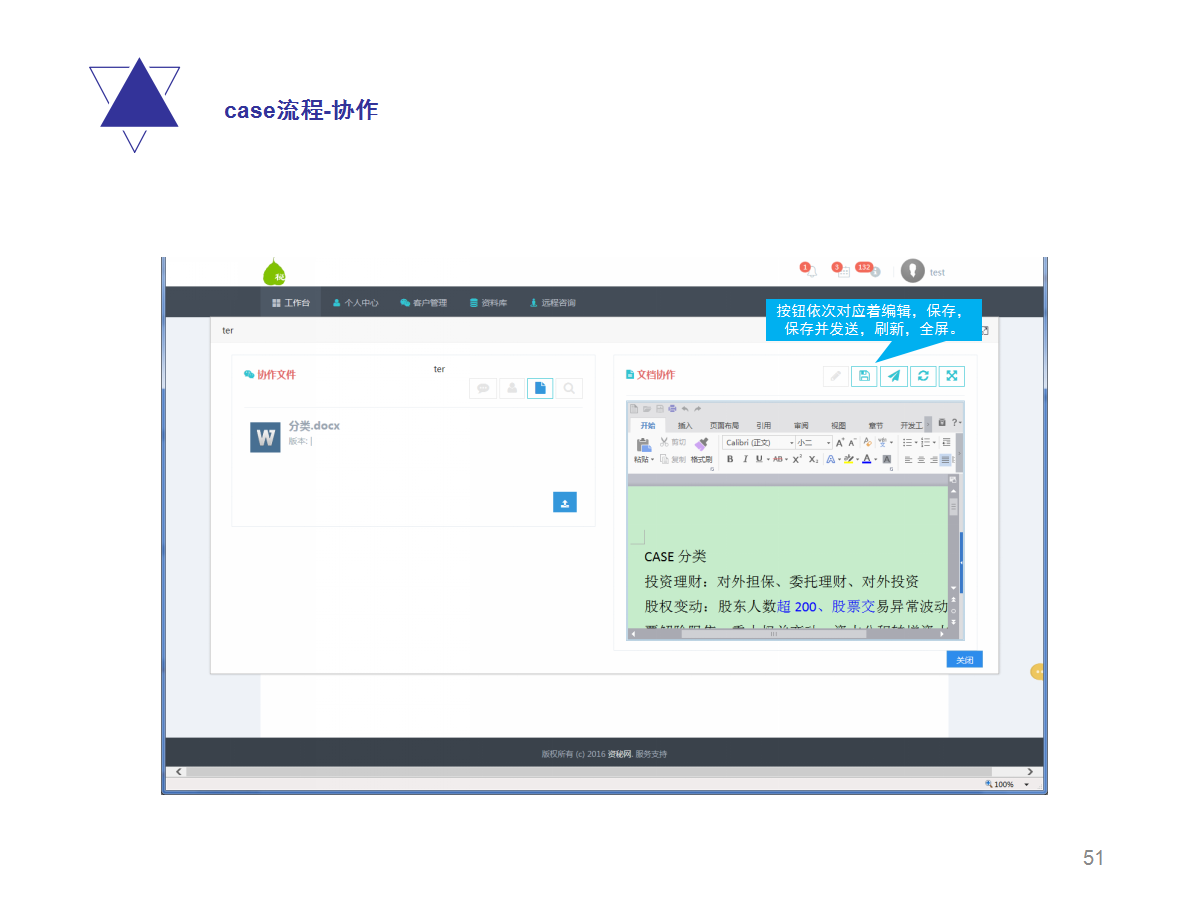 case流程-协作
税
1
3
132
test
工作台
个人中心
客户管理
资料库
远程咨询
按钮依次对应着编辑，保存，
保存并发送，刷新，全屏。
ter
协作文件
ter
分类.docx
版本: |
文档协作
开始
插入
页面布局
引用
审阅
视图
章节
开发工
粘贴
剪切
复制
格式刷
Calibri (正文)
小二
CASE 分类
投资理财：对外担保、委托理财、对外投资
股权变动：股东人数超 200、股票交易异常波动
关闭
版权所有 (c) 2016 资秘网. 服务支持
100%
51